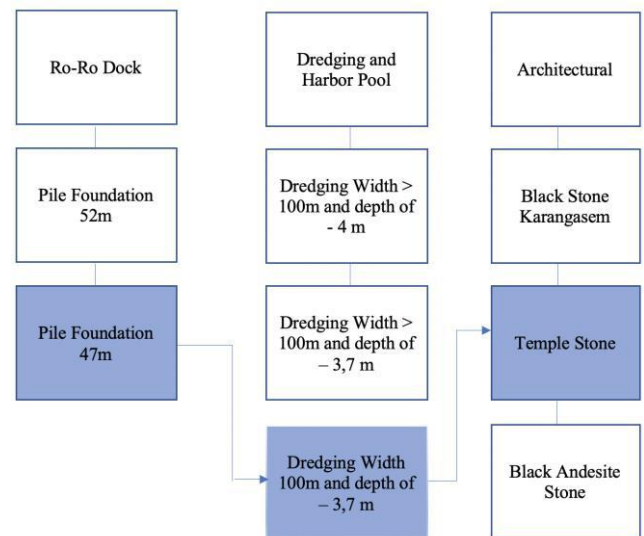 Ro-Ro Dock
Dredging and
Harbor Pool
Architectural
Pile Foundation
52m
Dredging Width >
100m and depth of
- 4 m
Black Stone
Karangasem
Pile Foundation
47m
Dredging Width >
100m and depth of
– 3,7 m
Temple Stone
Dredging Width
100m and depth of
– 3,7 m
Black Andesite
Stone